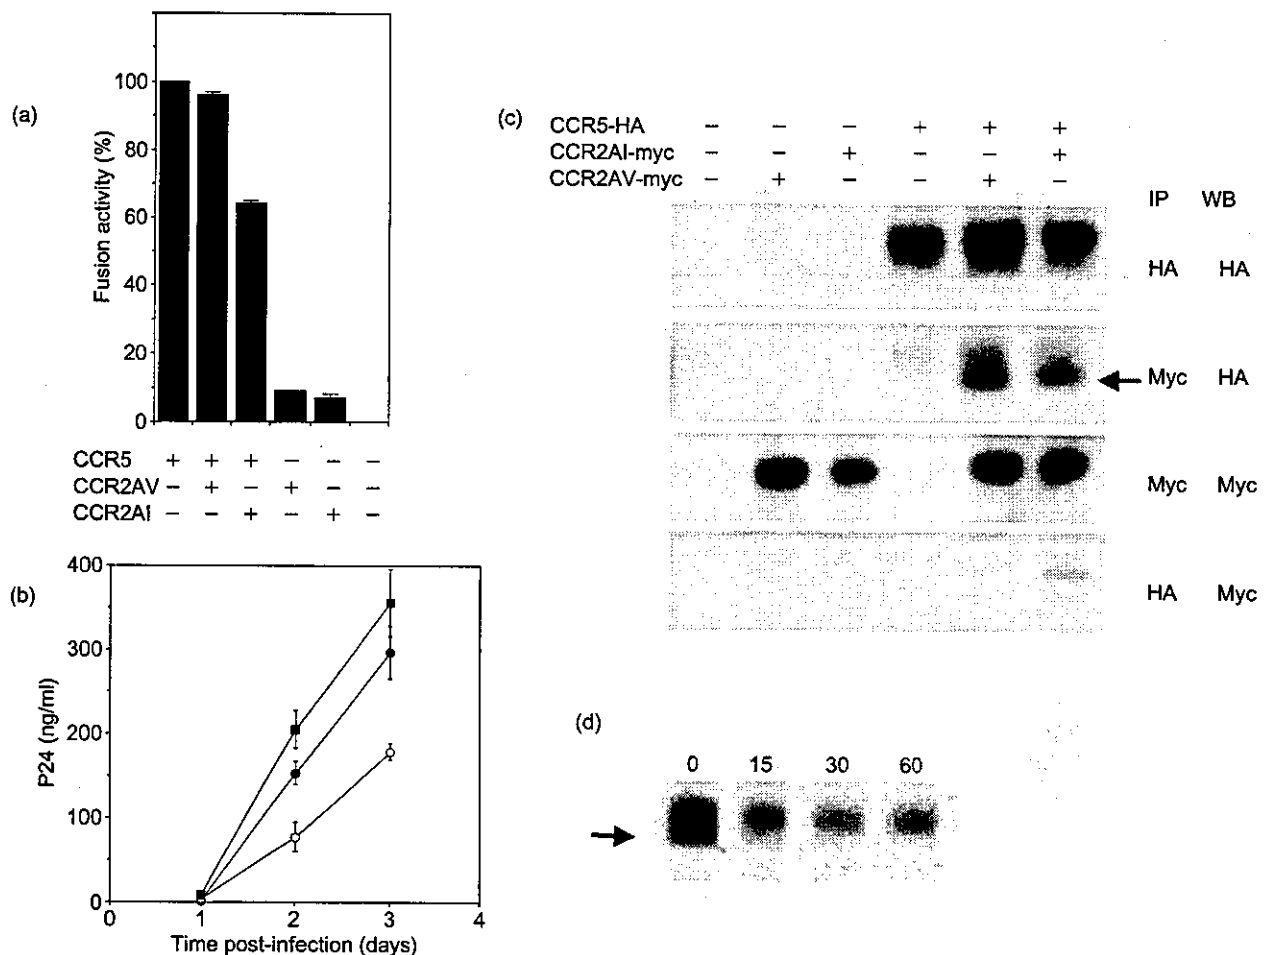 (a)
Fusion activity (%)
100
80
60
40
20
0
CCR5 + + + − − −
CCR2AV − + − + − −
CCR2AI − − + − + −
(b)
P24 (ng/ml)
400
300
200
100
0
0 1 2 3 4
Time post-infection (days)
(c)
CCR5-HA − − − + + +
CCR2AI-myc − − + − − +
CCR2AV-myc − + − − + −
IP WB
HA HA
Myc HA
Myc Myc
HA Myc
(d)
0 15 30 60